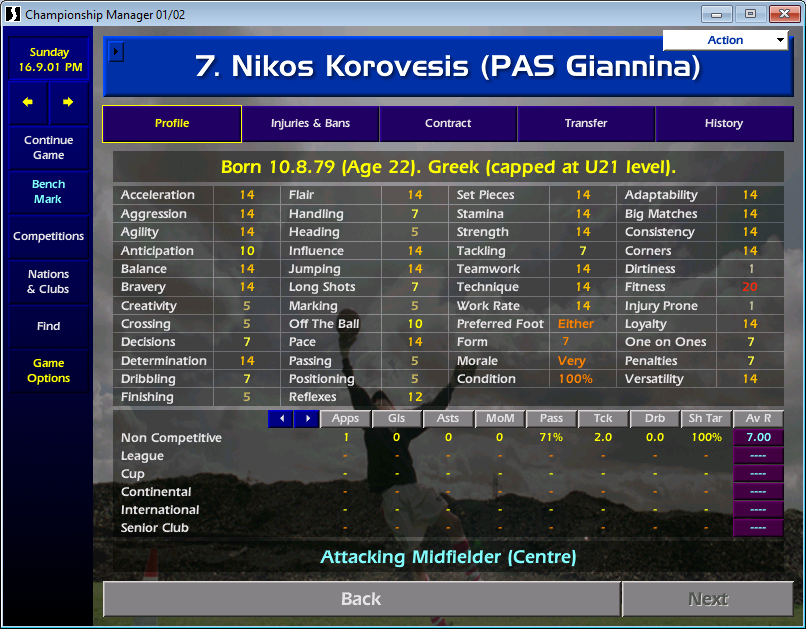 Championship Manager 01/02
Sunday
16.9.01 PM
Continue
Game
Bench
Mark
Competitions
Nations
& Clubs
Find
Game
Options
Action
7. Nikos Korovesis (PAS Giannina)
Profile Injuries & Bans Contract Transfer History
Born 10.8.79 (Age 22). Greek (capped at U21 level).
Acceleration 14 Flair 14 Set Pieces 14 Adaptability 14
Aggression 14 Handling 7 Stamina 14 Big Matches 14
Agility 14 Heading 5 Strength 14 Consistency 14
Anticipation 10 Influence 14 Tackling 7 Corners 14
Balance 14 Jumping 14 Teamwork 14 Dirtiness 1
Bravery 14 Long Shots 7 Technique 14 Fitness 20
Creativity 5 Marking 5 Work Rate 14 Injury Prone 1
Crossing 5 Off The Ball 10 Preferred Foot Either Loyalty 14
Decisions 7 Pace 14 Form 7 One on Ones 7
Determination 14 Passing 5 Morale Very Penalties 7
Dribbling 7 Positioning 5 Condition 100% Versatility 14
Finishing 5 Reflexes 12
Apps Gls Asts MoM Pass Tck Drb Sh Tar Av R
Non Competitive 1 0 0 0 71% 2.0 0.0 100% 7.00
League - - - - - - - - ----
Cup - - - - - - - - ----
Continental - - - - - - - - ----
International - - - - - - - - ----
Senior Club - - - - - - - - ----
Attacking Midfielder (Centre)
Back Next